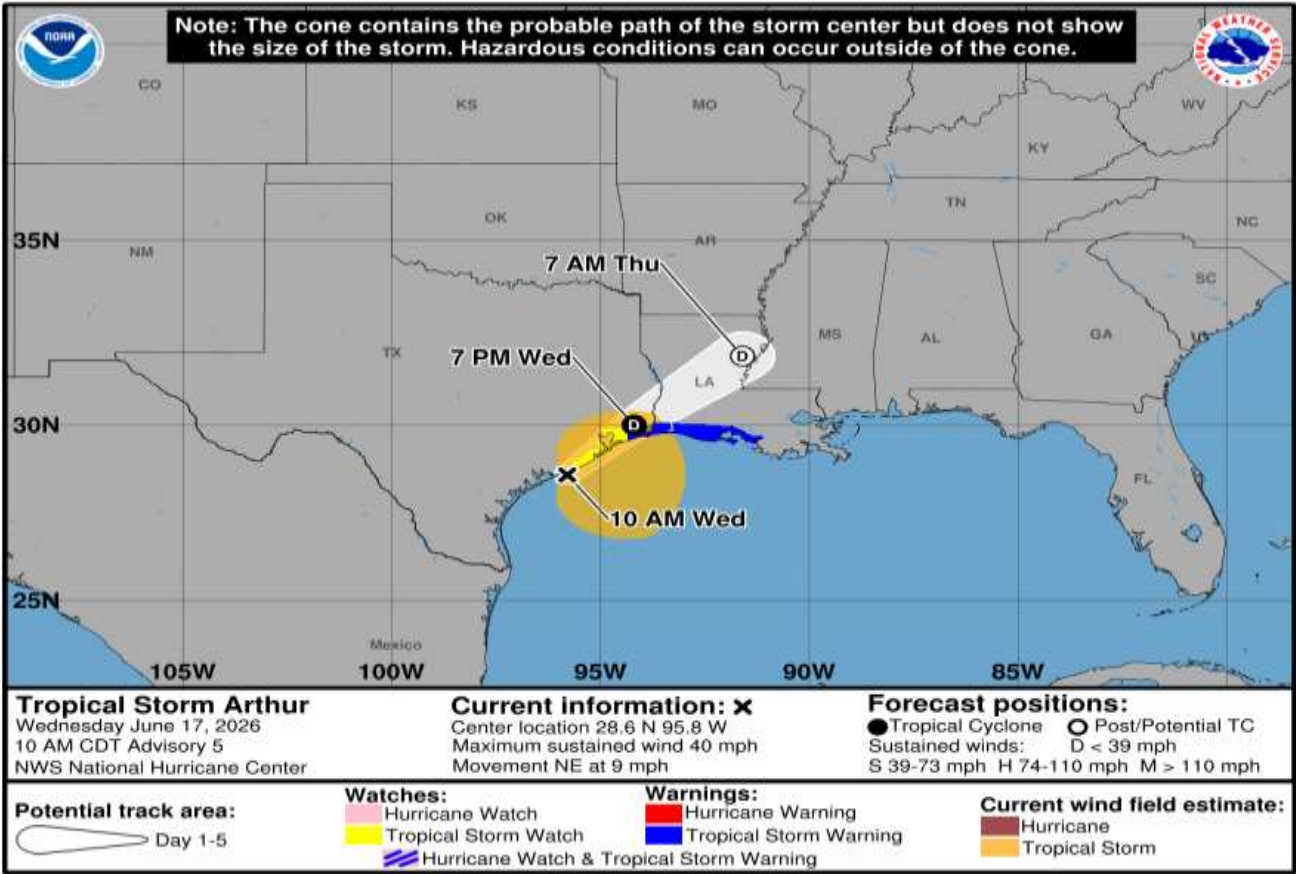 Note: The cone contains the probable path of the storm center but does not show
the size of the storm. Hazardous conditions can occur outside of the cone.
NOAA
NATIONAL WEATHER SERVICE
CO
KS
MO
WV
KY
OK
TN
NC
35N
NM
AR
SC
7 AM Thu
D
MS
AL
GA
TX
7 PM Wed
LA
30N
D
FL
10 AM Wed
25N
Mexico
105W
100W
95W
90W
85W
Tropical Storm Arthur
Wednesday June 17, 2026
10 AM CDT Advisory 5
NWS National Hurricane Center
Current information: ✖
Center location 28.6 N 95.8 W
Maximum sustained wind 40 mph
Movement NE at 9 mph
Forecast positions:
Tropical Cyclone Post/Potential TC
Sustained winds: D < 39 mph
S 39-73 mph H 74-110 mph M > 110 mph
Potential track area:
Day 1-5
Watches:
Hurricane Watch
Tropical Storm Watch
Hurricane Watch & Tropical Storm Warning
Warnings:
Hurricane Warning
Tropical Storm Warning
Current wind field estimate:
Hurricane
Tropical Storm